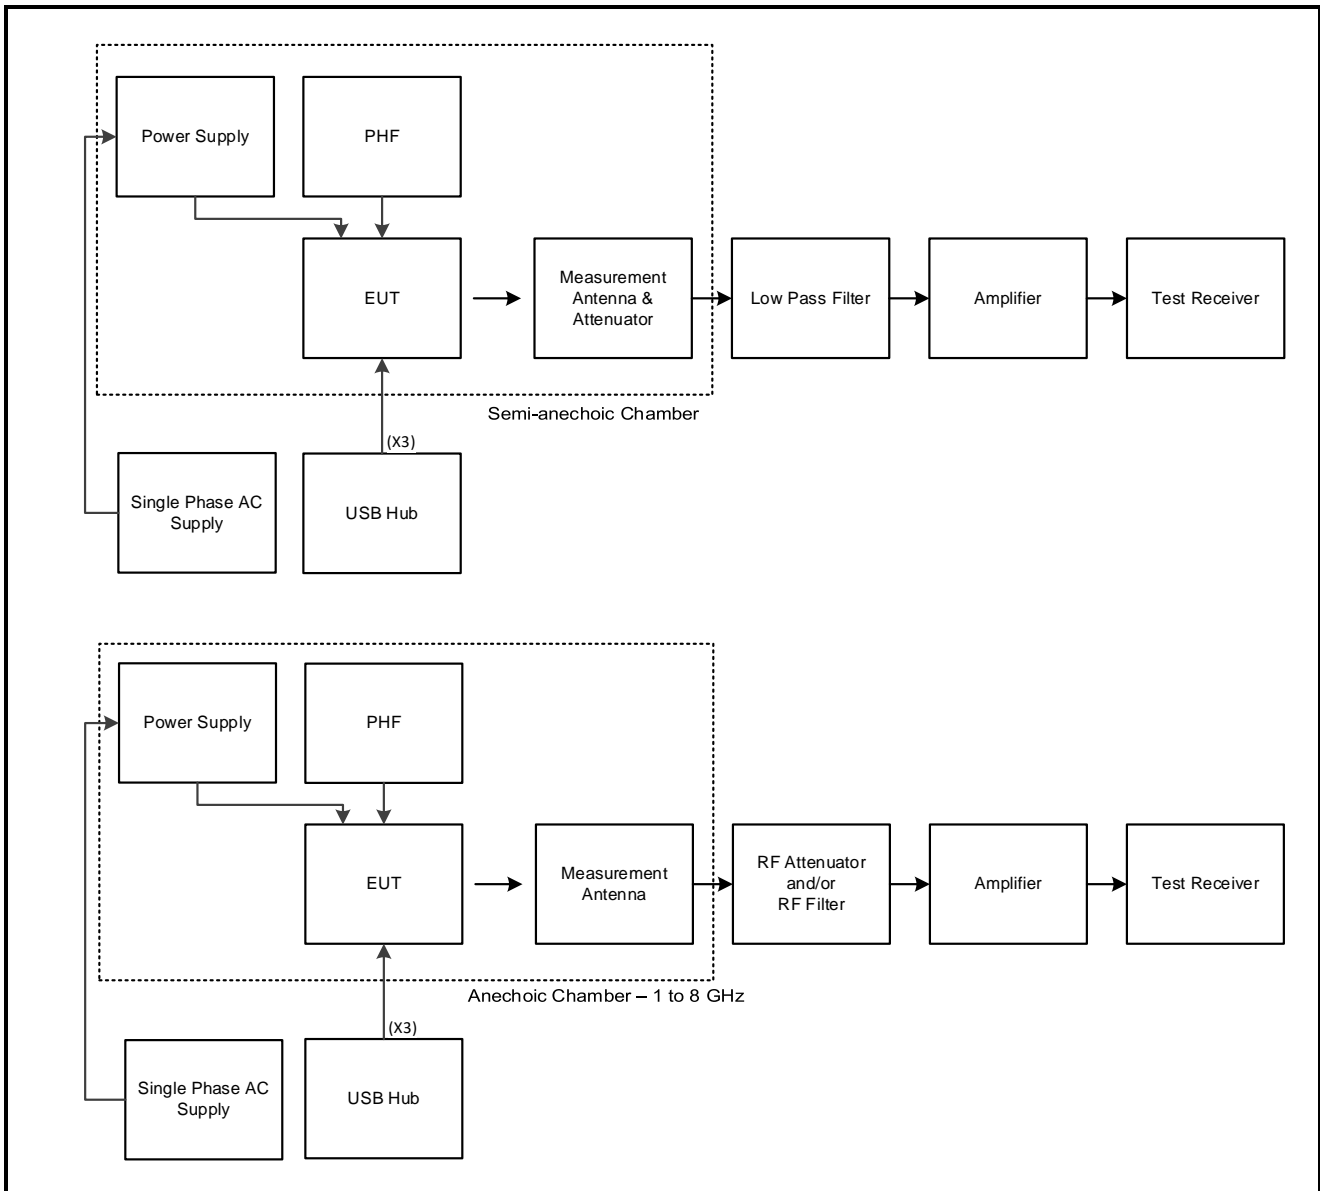 Power Supply
PHF
EUT
Measurement
Antenna &
Attenuator
Low Pass Filter
Amplifier
Test Receiver
Semi-anechoic Chamber
(X3)
Single Phase AC
Supply
USB Hub
Power Supply
PHF
EUT
Measurement
Antenna
RF Attenuator
and/or
RF Filter
Amplifier
Test Receiver
Anechoic Chamber – 1 to 8 GHz
(X3)
Single Phase AC
Supply
USB Hub